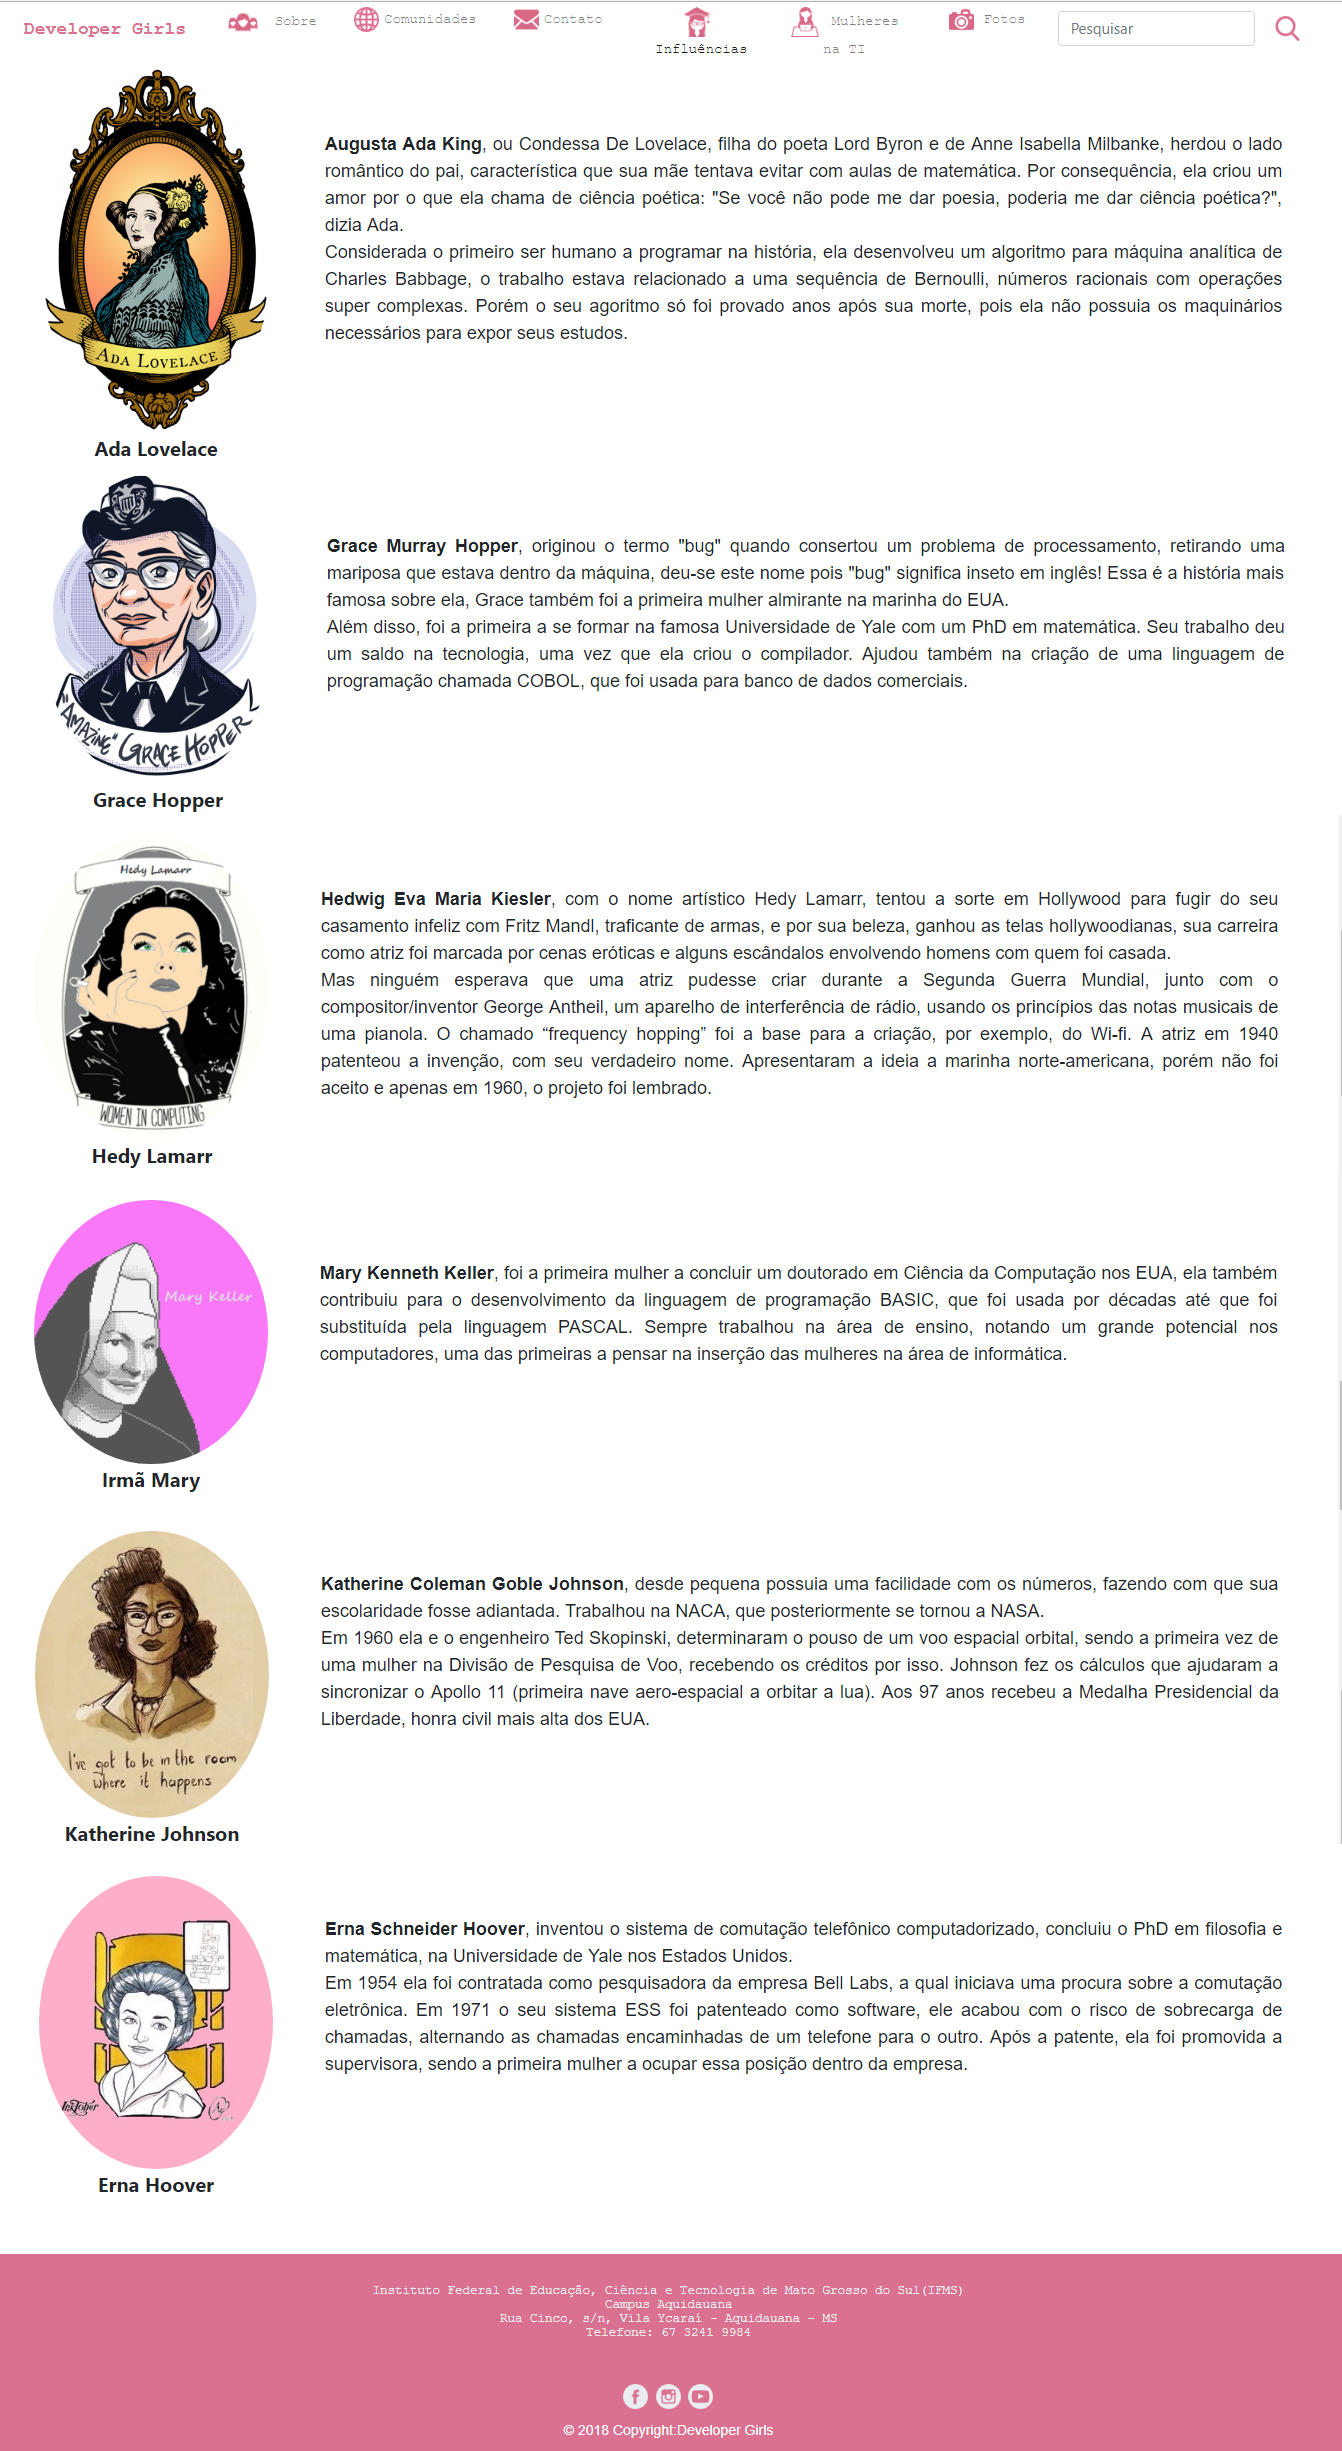 Developer Girls
Sobre
Comunidades
Contato
Influências
Mulheres
na TI
Fotos
Pesquisar
ADA LOVELACE
Ada Lovelace
Augusta Ada King, ou Condessa De Lovelace, filha do poeta Lord Byron e de Anne Isabella Milbanke, herdou o lado
romântico do pai, característica que sua mãe tentava evitar com aulas de matemática. Por consequência, ela criou um
amor por o que ela chama de ciência poética: "Se você não pode me dar poesia, poderia me dar ciência poética?",
dizia Ada.
Considerada o primeiro ser humano a programar na história, ela desenvolveu um algoritmo para máquina analítica de
Charles Babbage, o trabalho estava relacionado a uma sequência de Bernoulli, números racionais com operações
super complexas. Porém o seu agoritmo só foi provado anos após sua morte, pois ela não possuia os maquinários
necessários para expor seus estudos.
"AMAZING" GRACE HOPPER
Grace Hopper
Grace Murray Hopper, originou o termo "bug" quando consertou um problema de processamento, retirando uma
mariposa que estava dentro da máquina, deu-se este nome pois "bug" significa inseto em inglês! Essa é a história mais
famosa sobre ela, Grace também foi a primeira mulher almirante na marinha do EUA.
Além disso, foi a primeira a se formar na famosa Universidade de Yale com um PhD em matemática. Seu trabalho deu
um saldo na tecnologia, uma vez que ela criou o compilador. Ajudou também na criação de uma linguagem de
programação chamada COBOL, que foi usada para banco de dados comerciais.
Hedy Lamarr
WOMEN IN COMPUTING
Hedy Lamarr
Hedwig Eva Maria Kiesler, com o nome artístico Hedy Lamarr, tentou a sorte em Hollywood para fugir do seu
casamento infeliz com Fritz Mandl, traficante de armas, e por sua beleza, ganhou as telas hollywoodianas, sua carreira
como atriz foi marcada por cenas eróticas e alguns escândalos envolvendo homens com quem foi casada.
Mas ninguém esperava que uma atriz pudesse criar durante a Segunda Guerra Mundial, junto com o
compositor/inventor George Antheil, um aparelho de interferência de rádio, usando os princípios das notas musicais de
uma pianola. O chamado “frequency hopping” foi a base para a criação, por exemplo, do Wi-fi. A atriz em 1940
patenteou a invenção, com seu verdadeiro nome. Apresentaram a ideia a marinha norte-americana, porém não foi
aceito e apenas em 1960, o projeto foi lembrado.
Mary Keller
Irmã Mary
Mary Kenneth Keller, foi a primeira mulher a concluir um doutorado em Ciência da Computação nos EUA, ela também
contribuiu para o desenvolvimento da linguagem de programação BASIC, que foi usada por décadas até que foi
substituída pela linguagem PASCAL. Sempre trabalhou na área de ensino, notando um grande potencial nos
computadores, uma das primeiras a pensar na inserção das mulheres na área de informática.
I've got to be in the room
where it happens
Katherine Johnson
Katherine Coleman Goble Johnson, desde pequena possuia uma facilidade com os números, fazendo com que sua
escolaridade fosse adiantada. Trabalhou na NACA, que posteriormente se tornou a NASA.
Em 1960 ela e o engenheiro Ted Skopinski, determinaram o pouso de um voo espacial orbital, sendo a primeira vez de
uma mulher na Divisão de Pesquisa de Voo, recebendo os créditos por isso. Johnson fez os cálculos que ajudaram a
sincronizar o Apollo 11 (primeira nave aero-espacial a orbitar a lua). Aos 97 anos recebeu a Medalha Presidencial da
Liberdade, honra civil mais alta dos EUA.
InkTober
Erna Hoover
Erna Schneider Hoover, inventou o sistema de comutação telefônico computadorizado, concluiu o PhD em filosofia e
matemática, na Universidade de Yale nos Estados Unidos.
Em 1954 ela foi contratada como pesquisadora da empresa Bell Labs, a qual iniciava uma procura sobre a comutação
eletrônica. Em 1971 o seu sistema ESS foi patenteado como software, ele acabou com o risco de sobrecarga de
chamadas, alternando as chamadas encaminhadas de um telefone para o outro. Após a patente, ela foi promovida a
supervisora, sendo a primeira mulher a ocupar essa posição dentro da empresa.
Instituto Federal de Educação, Ciência e Tecnologia de Mato Grosso do Sul(IFMS)
Campus Aquidauana
Rua Cinco, s/n, Vila Ycaraí - Aquidauana - MS
Telefone: 67 3241 9984
© 2018 Copyright:Developer Girls